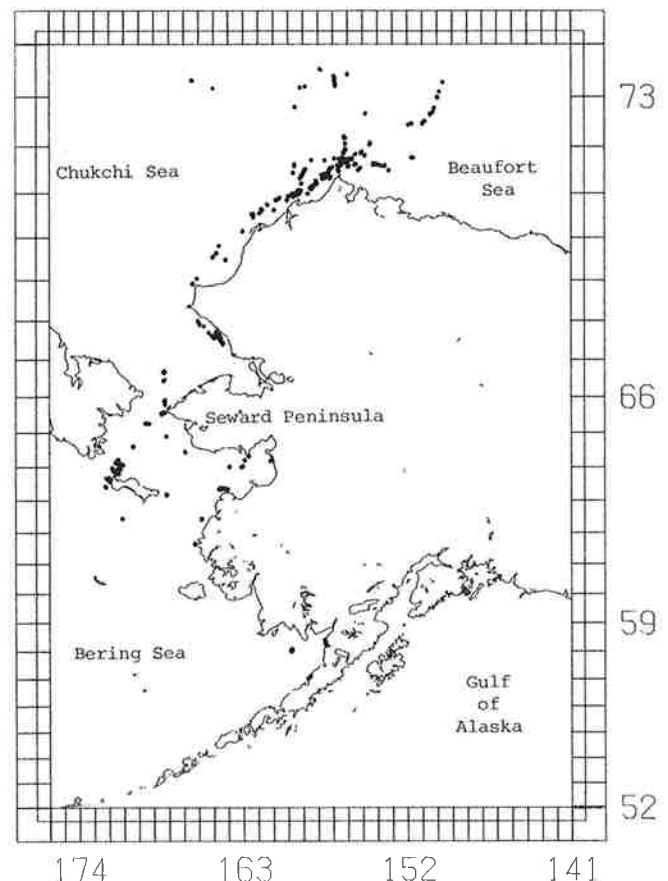 73
Chukchi Sea
Beaufort
Sea
66
Seward Peninsula
59
Bering Sea
Gulf
of
Alaska
52
174 163 152 141